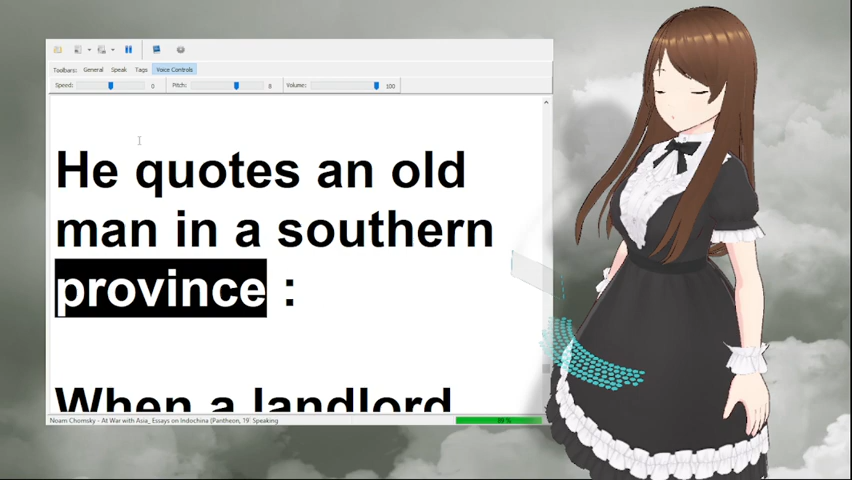 Toolbars: General Speak Tags Voice Controls
Speed: 0 Pitch: 8 Volume: 100
He quotes an old
man in a southern
province :
When a landlord
Noam Chomsky - At War with Asia_ Essays on Indochina (Pantheon, 19 Speaking